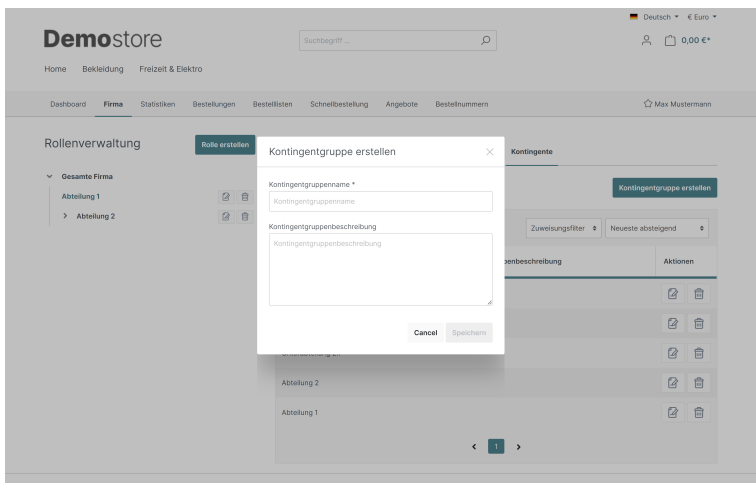 Deutsch € Euro
Demostore
Suchbegriff ...
0,00 €*
Home Bekleidung Freizeit & Elektro
Dashboard Firma Statistiken Bestellungen Bestelllisten Schnellbestellung Angebote Bestellnummern Max Mustermann
Rollenverwaltung
Rolle erstellen
Gesamte Firma
Abteilung 1
Abteilung 2
Kontingentgruppe erstellen
Kontingentgruppenname *
Kontingentgruppenname
Kontingentgruppenbeschreibung
Kontingentgruppenbeschreibung
Cancel Speichern
Kontingente
Kontingentgruppe erstellen
Zuweisungsfilter Neueste absteigend
Aktionen
Abteilung 2
Abteilung 1
1